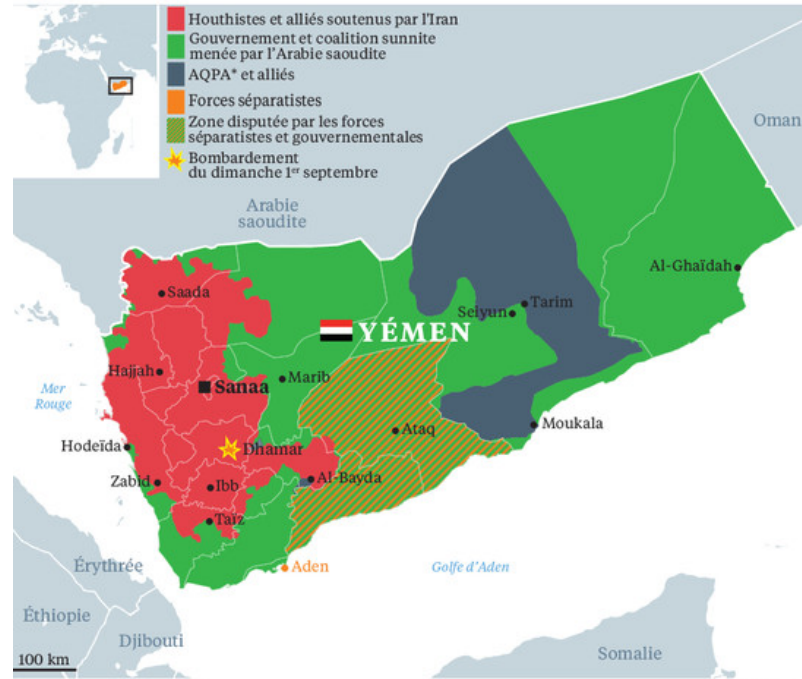 Houthistes et alliés soutenus par l'Iran
Gouvernement et coalition sunnite
menée par l'Arabie saoudite
AQPA* et alliés
Forces séparatistes
Zone disputée par les forces
séparatistes et gouvernementales
Bombardement
du dimanche 1er septembre
Oman
Arabie
saoudite
Al-Ghaïdah
Saada
Tarim
Seiyun
YÉMEN
Hajjah
Marib
Sanaa
Mer
Rouge
Ataq
Moukala
Hodeïda
Dhamar
Zabid
Ibb
Al-Bayda
Taïz
Érythrée
Aden
Golfe d'Aden
Éthiopie
Djibouti
Somalie
100 km